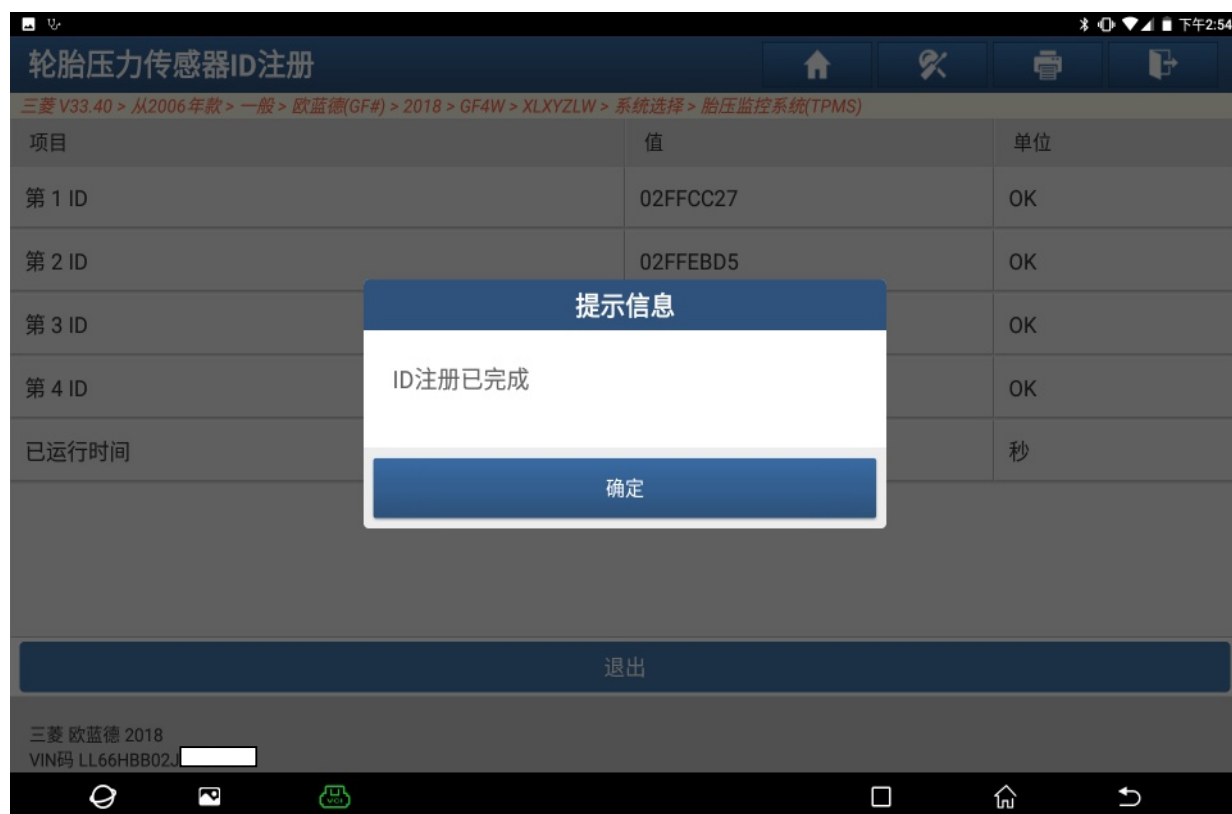 下午2:54
轮胎压力传感器ID注册
三菱 V33.40 > 从2006年款 > 一般 > 欧蓝德(GF#) > 2018 > GF4W > XLXYZLW > 系统选择 > 胎压监控系统(TPMS)
项目 值 单位
第 1 ID 02FFCC27 OK
第 2 ID 02FFEBD5 OK
提示信息
第 3 ID OK
ID注册已完成
第 4 ID OK
已运行时间 秒
确定
退出
三菱 欧蓝德 2018
VIN码 LL66HBB02J
VCI